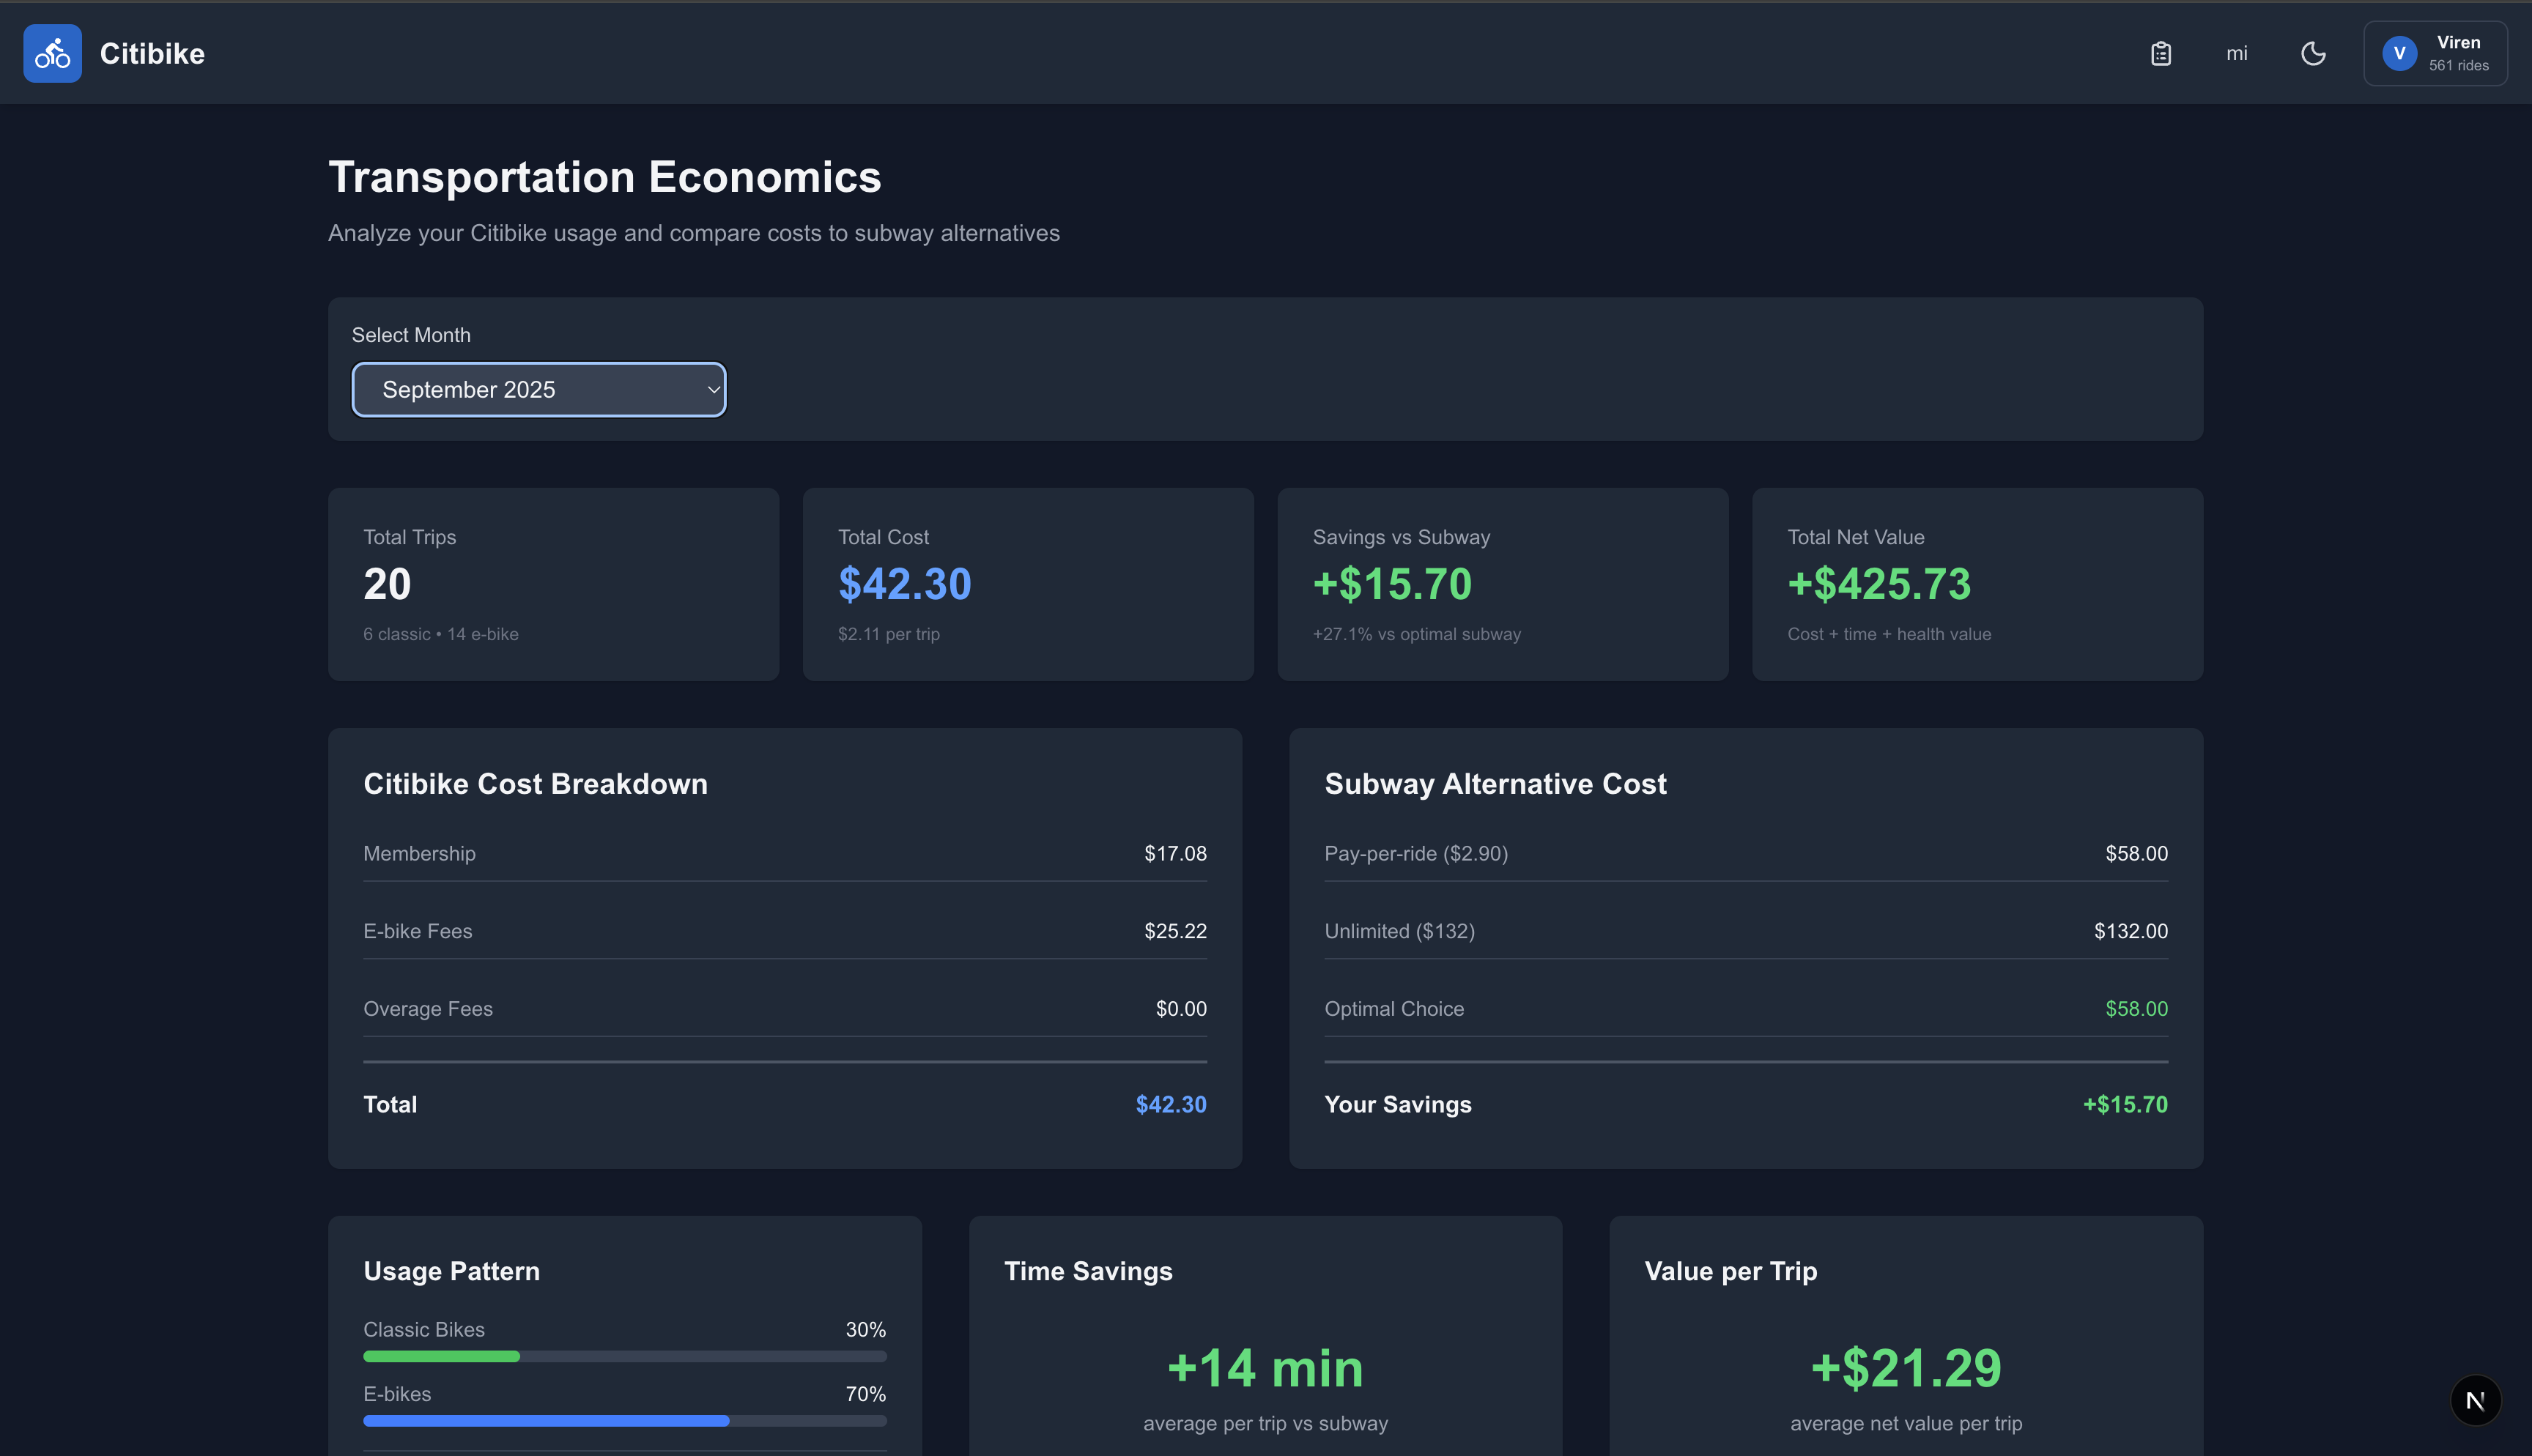 Citibike
mi
V
Viren
561 rides
Transportation Economics
Analyze your Citibike usage and compare costs to subway alternatives
Select Month
September 2025
Total Trips
20
6 classic • 14 e-bike
Total Cost
$42.30
$2.11 per trip
Savings vs Subway
+$15.70
+27.1% vs optimal subway
Total Net Value
+$425.73
Cost + time + health value
Citibike Cost Breakdown
Membership $17.08
E-bike Fees $25.22
Overage Fees $0.00
Total $42.30
Subway Alternative Cost
Pay-per-ride ($2.90) $58.00
Unlimited ($132) $132.00
Optimal Choice $58.00
Your Savings +$15.70
Usage Pattern
Classic Bikes 30%
E-bikes 70%
Time Savings
+14 min
average per trip vs subway
Value per Trip
+$21.29
average net value per trip
N